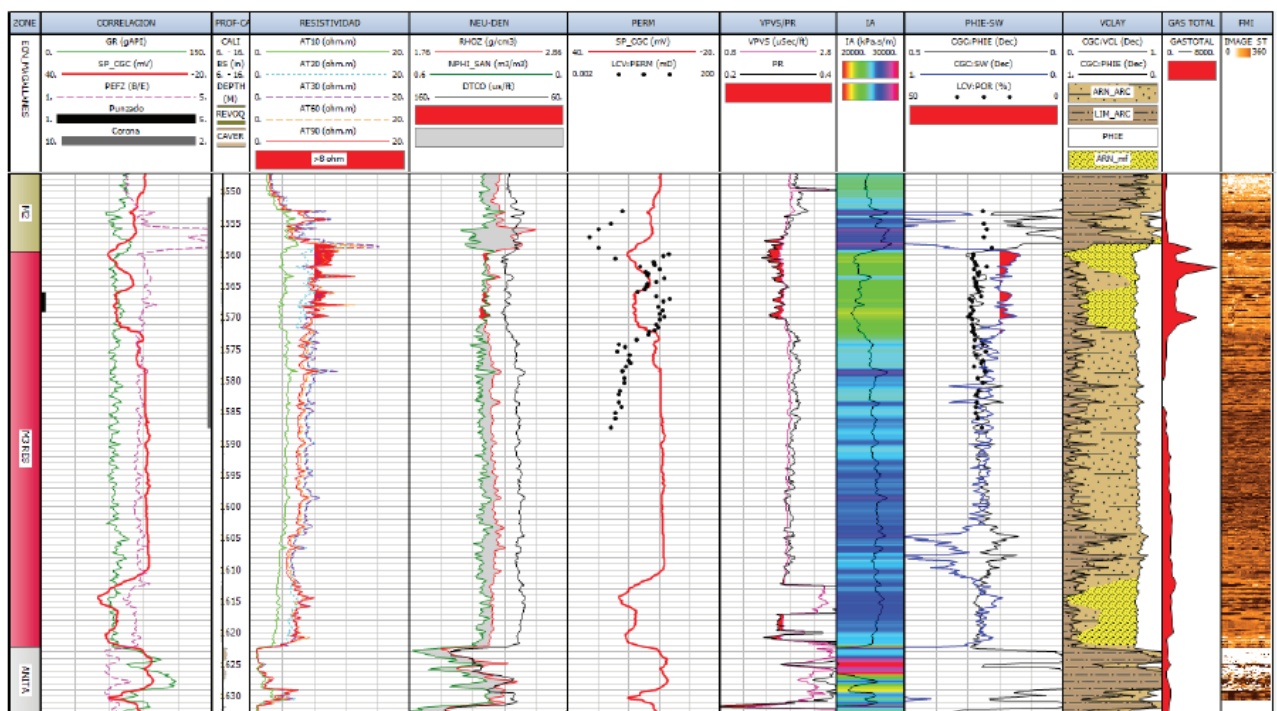 ZONE
CORRELACION
PROF-CA
RESISTIVIDAD
NEU-DEN
PERM
VPVS/PR
IA
PHIE-SW
VCLAY
GAS TOTAL
FMI
GR (gAPI)
0. 150.
SP_CGC (mV)
40. -20.
PEFZ (B/E)
1. 5.
Punzado
1. 5.
Corona
10. 2.
CALI
6. - 16.
BS (in)
6. - 16.
DEPTH
(M)
REVOQ
CAVER
AT10 (ohm.m)
0. 20.
AT20 (ohm.m)
0. 20.
AT30 (ohm.m)
0. 20.
AT60 (ohm.m)
0. 20.
AT90 (ohm.m)
0. 20.
>8 ohm
RHOZ (g/cm3)
1.76 2.86
NPHI_SAN (m3/m3)
0.6 0.
DTCO (us/ft)
160. 60.
SP_CGC (mV)
40. -20.
LCV:PERM (mD)
0.002 200
VPVS (uSec/ft)
0.8 2.8
PR
0.2 0.4
IA (kPa.s/m)
20000. 30000.
CGC:PHIE (Dec)
0.5 0.
CGC:SW (Dec)
1. 0.
LCV:POR (%)
50 0
CGC:VCL (Dec)
0. 1.
CGC:PHIE (Dec)
1. 0.
ARN_ARC
LIM_ARC
PHIE
ARN_mf
GASTOTAL
0. 8000.
IMAGE_ST
0 360
M2
ANITA
1550
1555
1560
1565
1570
1575
1580
1585
1590
1595
1600
1605
1610
1615
1620
1625
1630